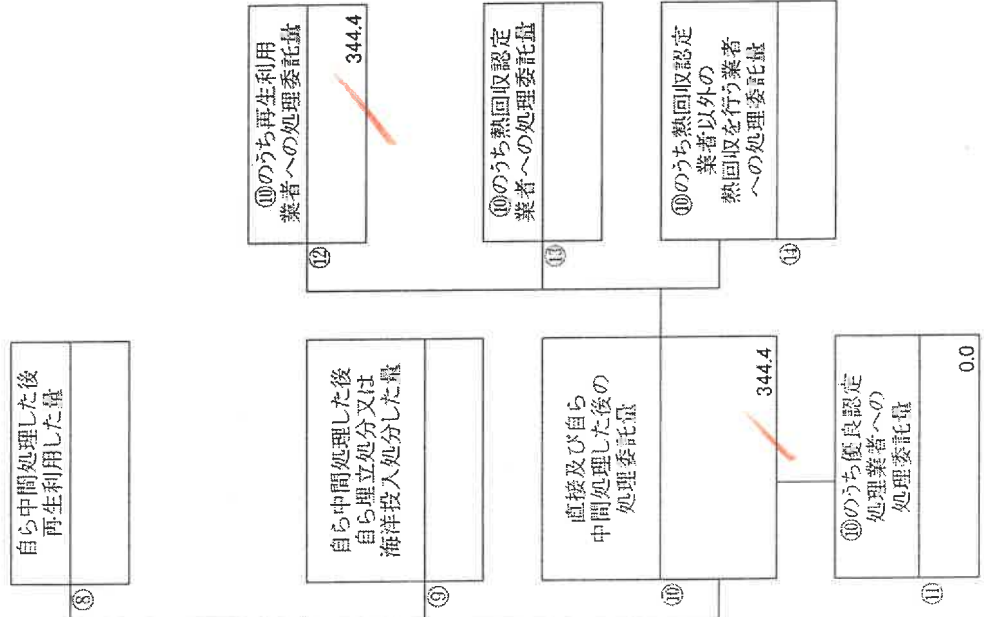 自ら中間処理した後
再生利用した量
⑧
自ら中間処理した後
自ら埋立処分又は
海洋投入処分した量
⑨
直接及び自ら
中間処理した後の
処理委託量
344.4
⑩
⑩のうち優良認定
処理業者への
処理委託量
0.0
⑪
⑩のうち再生利用
業者への処理委託量
344.4
⑫
⑩のうち熱回収認定
業者への処理委託量
⑬
⑩のうち熱回収認定
業者以外の
熱回収を行う業者
への処理委託量
⑭